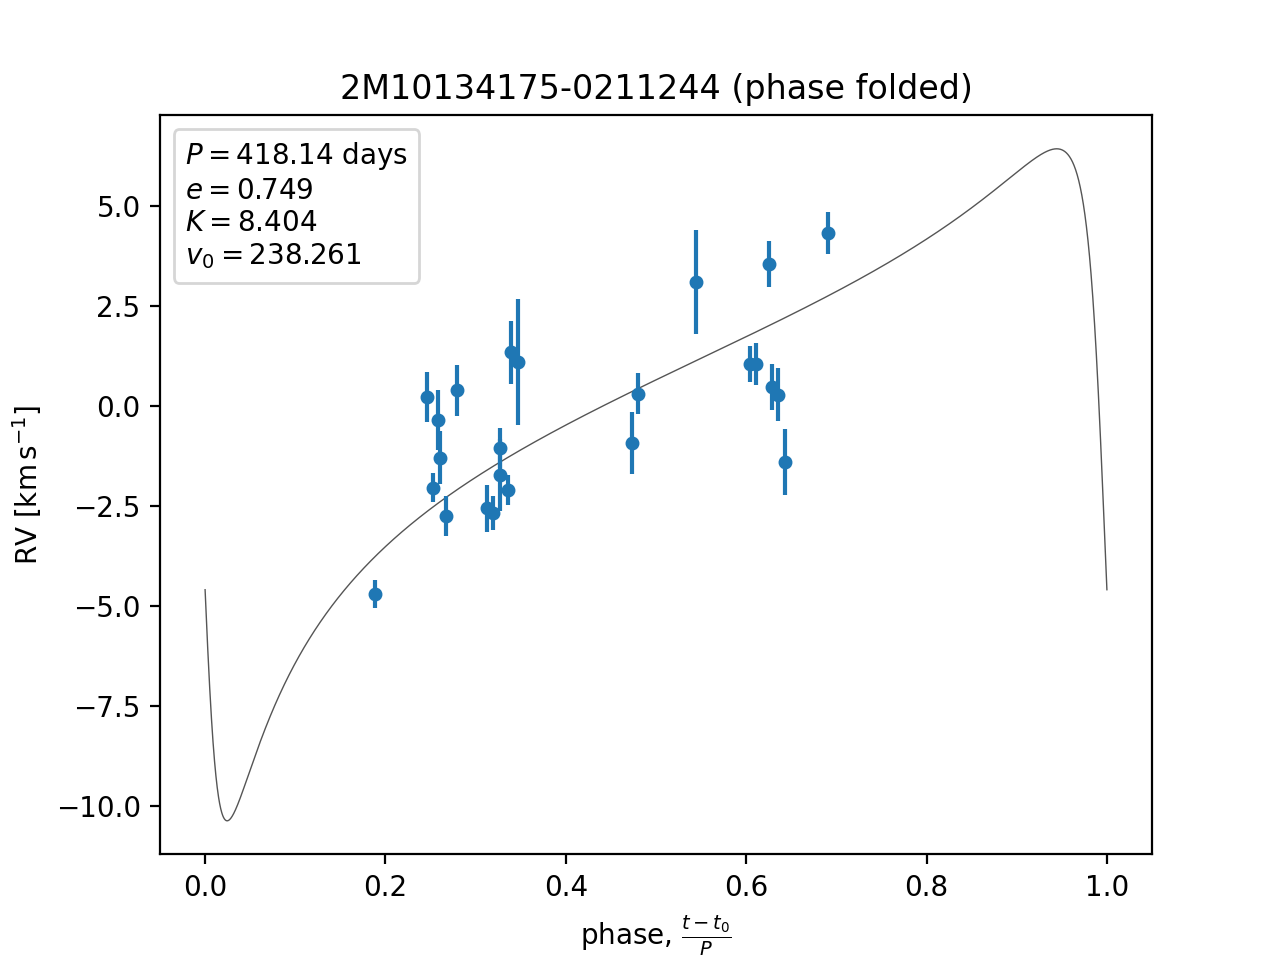 2M10134175-0211244 (phase folded)
P = 418.14 days
e = 0.749
K = 8.404
v₀ = 238.261
5.0
2.5
0.0
−2.5
−5.0
−7.5
−10.0
RV [km s⁻¹]
0.0 0.2 0.4 0.6 0.8 1.0
phase, (t − t₀)/P